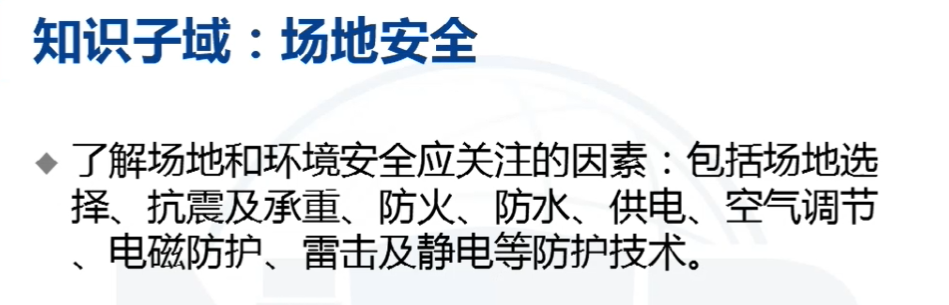 知识子域：场地安全
了解场地和环境安全应关注的因素：包括场地选
择、抗震及承重、防火、防水、供电、空气调节
、电磁防护、雷击及静电等防护技术。